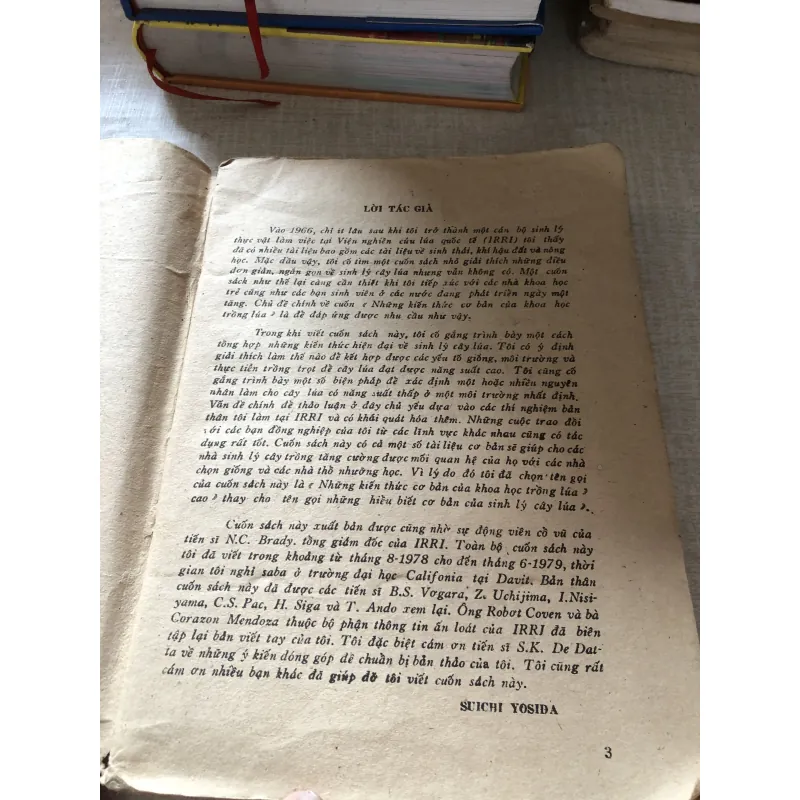 LỜI TÁC GIẢ
Vào 1966, chỉ ít lâu sau khi tôi trở thành một cán bộ sinh lý
thực vật làm việc tại Viện nghiên cứu lúa quốc tế (IRRI) tôi thấy
đã có nhiều tài liệu bao gồm các tài liệu về sinh thái, khí hậu đất và nông
học. Mặc dầu vậy, tôi cố tìm một cuốn sách nhỏ giải thích những điều
đơn giản, ngắn gọn về sinh lý cây lúa nhưng vẫn không có. Một cuốn
sách như thế lại càng cần thiết khi tôi tiếp xúc với các nhà khoa học
trẻ cũng như các bạn sinh viên ở các nước đang phát triển ngày một
tăng. Chủ đề chính về cuốn « Những kiến thức cơ bản của khoa học
trồng lúa » là để đáp ứng được nhu cầu như vậy.
Trong khi viết cuốn sách này, tôi cố gắng trình bày một cách
tổng hợp những kiến thức hiện đại về sinh lý cây lúa. Tôi có ý định
giải thích làm thế nào để kết hợp được các yếu tố giống, môi trường và
thực tiễn trồng trọt để cây lúa đạt được năng suất cao. Tôi cũng cố
gắng trình bày một số biện pháp để xác định một hoặc nhiều nguyên
nhân làm cho cây lúa có năng suất thấp ở một môi trường nhất định.
Vấn đề chính để thảo luận ở đây chủ yếu dựa vào các thí nghiệm bản
thân tôi làm tại IRRI và có khái quát hóa thêm. Những cuộc trao đổi
với các bạn đồng nghiệp của tôi từ các lĩnh vực khác nhau cũng có tác
dụng rất tốt. Cuốn sách này có cả một số tài liệu cơ bản sẽ giúp cho các
nhà sinh lý cây trồng tăng cường được mối quan hệ của họ với các nhà
chọn giống và các nhà thổ nhưỡng học. Vì lý do đó tôi đã chọn tên gọi
của cuốn sách này là « Những kiến thức cơ bản của khoa học trồng lúa »
cao » thay cho tên gọi những hiểu biết cơ bản của sinh lý cây lúa ».
Cuốn sách này xuất bản được cũng nhờ sự động viên cổ vũ của
tiến sĩ N.C. Brady. tổng giám đốc của IRRI. Toàn bộ cuốn sách này
tôi đã viết trong khoảng từ tháng 8-1978 cho đến tháng 6-1979, thời
gian tôi nghỉ saba ở trường đại học Califonia tại Davit. Bản thân
cuốn sách này đã được các tiến sĩ B.S. Vơgara, Z. Uchijima, I.Nisi-
yama, C.S. Pac, H. Siga và T. Ando xem lại. Ông Robot Coven và bà
Corazon Mendoza thuộc bộ phận thông tin ấn loát của IRRI đã biên
tập lại bản viết tay của tôi. Tôi đặc biệt cám ơn tiến sĩ S.K. De Dat-
ta về những ý kiến đóng góp để chuẩn bị bản thảo của tôi. Tôi cũng rất
cám ơn nhiều bạn khác đã giúp đỡ tôi viết cuốn sách này.
SUICHI YOSIDA
3